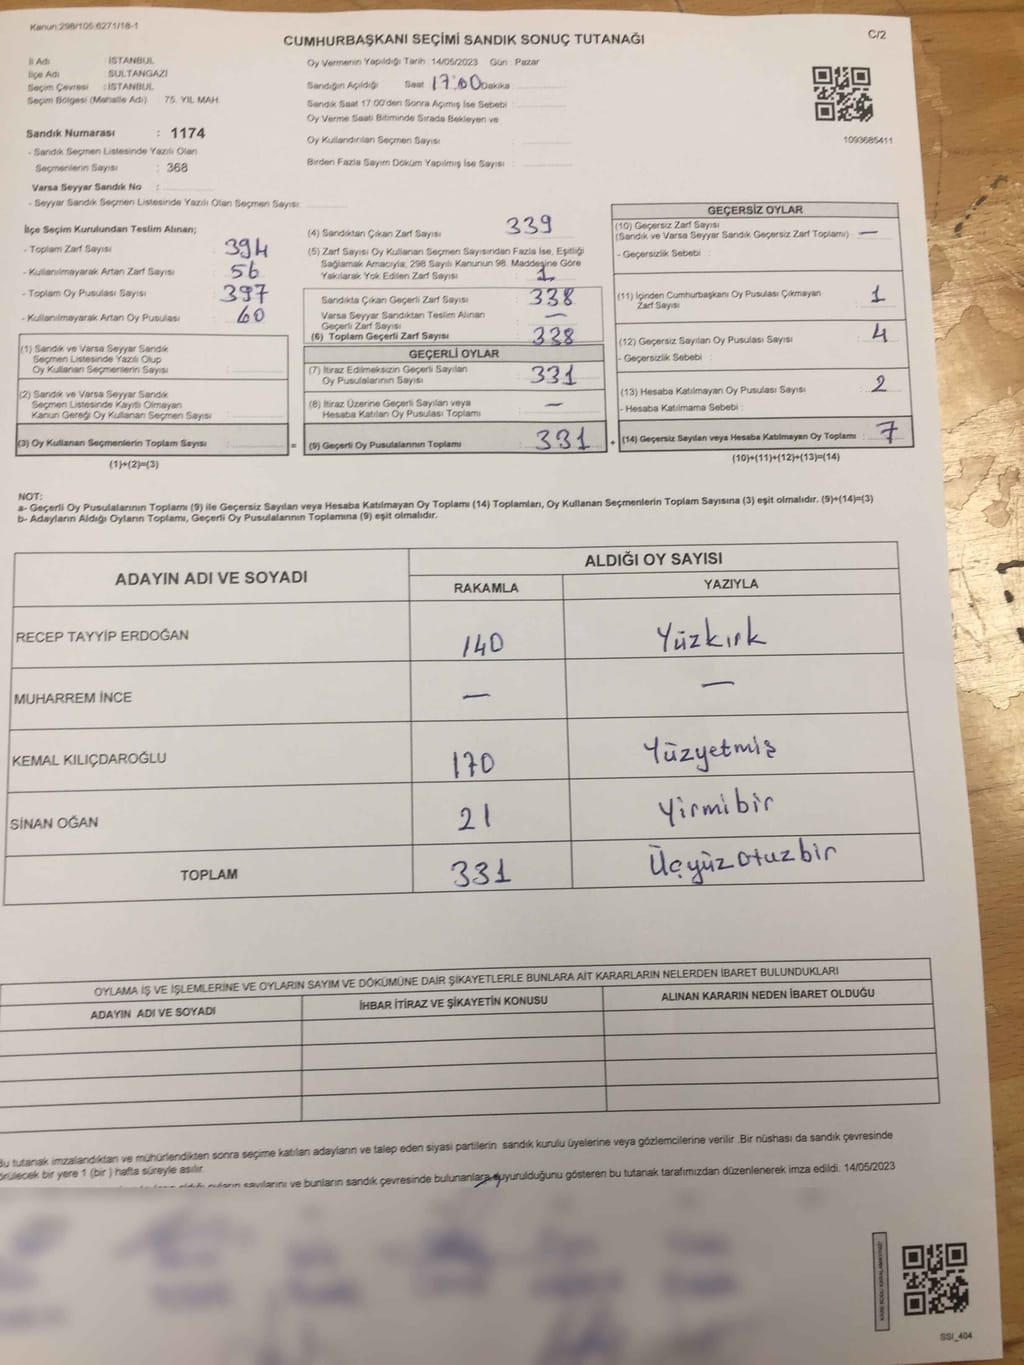 Kanun:298/105.6271/18-1
C/2
CUMHURBAŞKANI SEÇİMİ SANDIK SONUÇ TUTANAĞI
İl Adı : İSTANBUL
İlçe Adı SULTANGAZİ
Seçim Çevresi : İSTANBUL
Seçim Bölgesi (Mahalle Adı) : 75. YIL MAH.
Sandık Numarası : 1174
- Sandık Seçmen Listesinde Yazılı Olan
Seçmenlerin Sayısı : 368
Varsa Seyyar Sandık No :
- Seyyar Sandık Seçmen Listesinde Yazılı Olan Seçmen Sayısı:
Oy Vermenin Yapıldığı Tarih :14/05/2023 Gün : Pazar
Sandığın Açıldığı Saat 17:00 Dakika
Sandık Saat 17.00'den Sonra Açımış İse Sebebi :
Oy Verme Saati Bitiminde Sırada Bekleyen ve
Oy Kullandırılan Seçmen Sayısı :
Birden Fazla Sayım Döküm Yapılmış İse Sayısı :
1093685411
İlçe Seçim Kurulundan Teslim Alınan;
- Toplam Zarf Sayısı : 394
- Kullanılmayarak Artan Zarf Sayısı : 56
- Toplam Oy Pusulası Sayısı : 397
- Kullanılmayarak Artan Oy Pusulası : 60
(1) Sandık ve Varsa Seyyar Sandık
Seçmen Listesinde Yazılı Olup
Oy Kullanan Seçmenlerin Sayısı :
(2) Sandık ve Varsa Seyyar Sandık
Seçmen Listesinde Kayıtlı Olmayan
Kanun Gereği Oy Kullanan Seçmen Sayısı :
(3) Oy Kullanan Seçmenlerin Toplam Sayısı : =
(1)+(2)=(3)
(4) Sandıktan Çıkan Zarf Sayısı : 339
(5) Zarf Sayısı Oy Kullanan Seçmen Sayısından Fazla İse, Eşitliği
Sağlamak Amacıyla; 298 Sayılı Kanunun 98. Maddesine Göre
Yakılarak Yok Edilen Zarf Sayısı : 1
Sandıkta Çıkan Geçerli Zarf Sayısı : 338
Varsa Seyyar Sandıktan Teslim Alınan
Geçerli Zarf Sayısı : —
(6) Toplam Geçerli Zarf Sayısı : 338
GEÇERLİ OYLAR
(7) İtiraz Edilmeksizin Geçerli Sayılan
Oy Pusulalarının Sayısı : 331
(8) İtiraz Üzerine Geçerli Sayılan veya
Hesaba Katılan Oy Pusulası Toplamı : —
(9) Geçerli Oy Pusulalarının Toplamı : 331 +
GEÇERSİZ OYLAR
(10) Geçersiz Zarf Sayısı
(Sandık ve Varsa Seyyar Sandık Geçersiz Zarf Toplamı) : —
- Geçersizlik Sebebi :
(11) İçinden Cumhurbaşkanı Oy Pusulası Çıkmayan
Zarf Sayısı : 1
(12) Geçersiz Sayılan Oy Pusulası Sayısı : 4
- Geçersizlik Sebebi :
(13) Hesaba Katılmayan Oy Pusulası Sayısı : 2
- Hesaba Katılmama Sebebi :
(14) Geçersiz Sayılan veya Hesaba Katılmayan Oy Toplamı : 7
(10)+(11)+(12)+(13)=(14)
NOT:
a- Geçerli Oy Pusulalarının Toplamı (9) ile Geçersiz Sayılan veya Hesaba Katılmayan Oy Toplamı (14) Toplamları, Oy Kullanan Seçmenlerin Toplam Sayısına (3) eşit olmalıdır. (9)+(14)=(3)
b- Adayların Aldığı Oyların Toplamı, Geçerli Oy Pusulalarının Toplamına (9) eşit olmalıdır.
ADAYIN ADI VE SOYADI
ALDIĞI OY SAYISI
RAKAMLA YAZIYLA
RECEP TAYYİP ERDOĞAN 140 Yüzkırk
MUHARREM İNCE — —
KEMAL KILIÇDAROĞLU 170 Yüzyetmiş
SİNAN OĞAN 21 Yirmibir
TOPLAM 331 Üçyüzotuzbir
OYLAMA İŞ VE İŞLEMLERİNE VE OYLARIN SAYIM VE DÖKÜMÜNE DAİR ŞİKAYETLERLE BUNLARA AİT KARARLARIN NELERDEN İBARET BULUNDUKLARI
ADAYIN ADI VE SOYADI İHBAR İTİRAZ VE ŞİKAYETİN KONUSU ALINAN KARARIN NEDEN İBARET OLDUĞU
Bu tutanak imzalandıktan ve mühürlendikten sonra seçime katılan adayların ve talep eden siyasi partilerin sandık kurulu üyelerine veya gözlemcilerine verilir. Bir nüshası da sandık çevresinde
görülecek bir yere 1 (bir ) hafta süreyle asılır.
sayılarını ve bunların sandık çevresinde bulunanlara duyurulduğunu gösteren bu tutanak tarafımızdan düzenlenerek imza edildi. 14/05/2023
SSİ_404